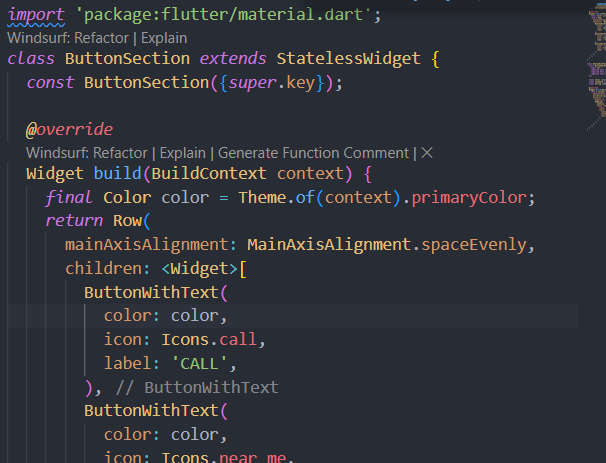 import 'package:flutter/material.dart';
Windsurf: Refactor | Explain
class ButtonSection extends StatelessWidget {
  const ButtonSection({super.key});

  @override
  Windsurf: Refactor | Explain | Generate Function Comment | X
  Widget build(BuildContext context) {
    final Color color = Theme.of(context).primaryColor;
    return Row(
      mainAxisAlignment: MainAxisAlignment.spaceEvenly,
      children: <Widget>[
        ButtonWithText(
          color: color,
          icon: Icons.call,
          label: 'CALL',
        ), // ButtonWithText
        ButtonWithText(
          color: color,
          icon: Icons.near_me,